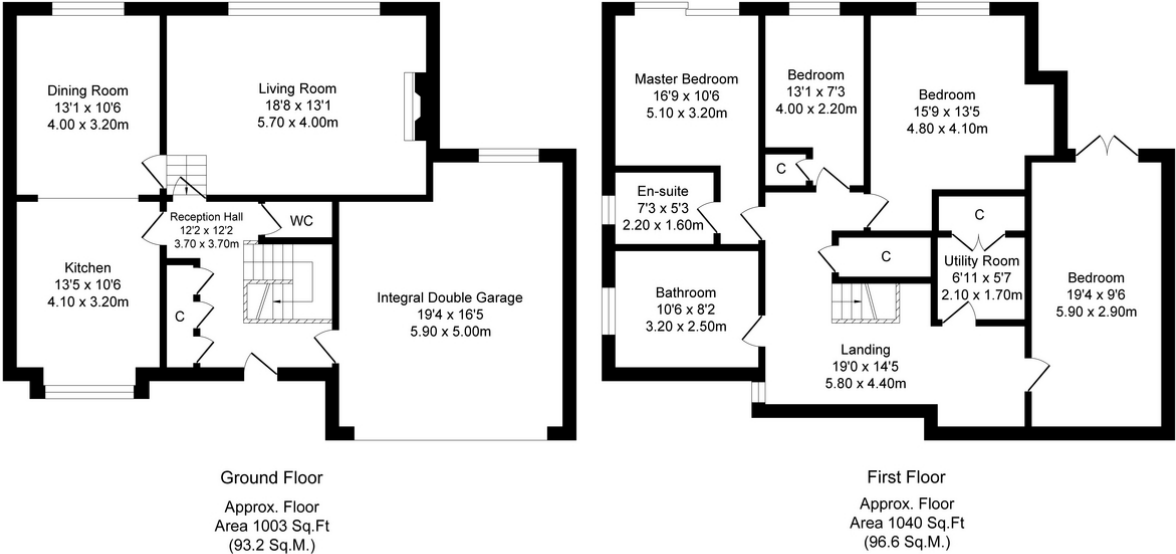 Dining Room
13'1 x 10'6
4.00 x 3.20m
Living Room
18'8 x 13'1
5.70 x 4.00m
Reception Hall
12'2 x 12'2
3.70 x 3.70m
WC
Kitchen
13'5 x 10'6
4.10 x 3.20m
C
Integral Double Garage
19'4 x 16'5
5.90 x 5.00m
Ground Floor
Approx. Floor
Area 1003 Sq.Ft
(93.2 Sq.M.)
Master Bedroom
16'9 x 10'6
5.10 x 3.20m
Bedroom
13'1 x 7'3
4.00 x 2.20m
Bedroom
15'9 x 13'5
4.80 x 4.10m
C
En-suite
7'3 x 5'3
2.20 x 1.60m
C
C
Utility Room
6'11 x 5'7
2.10 x 1.70m
Bedroom
19'4 x 9'6
5.90 x 2.90m
Bathroom
10'6 x 8'2
3.20 x 2.50m
Landing
19'0 x 14'5
5.80 x 4.40m
First Floor
Approx. Floor
Area 1040 Sq.Ft
(96.6 Sq.M.)